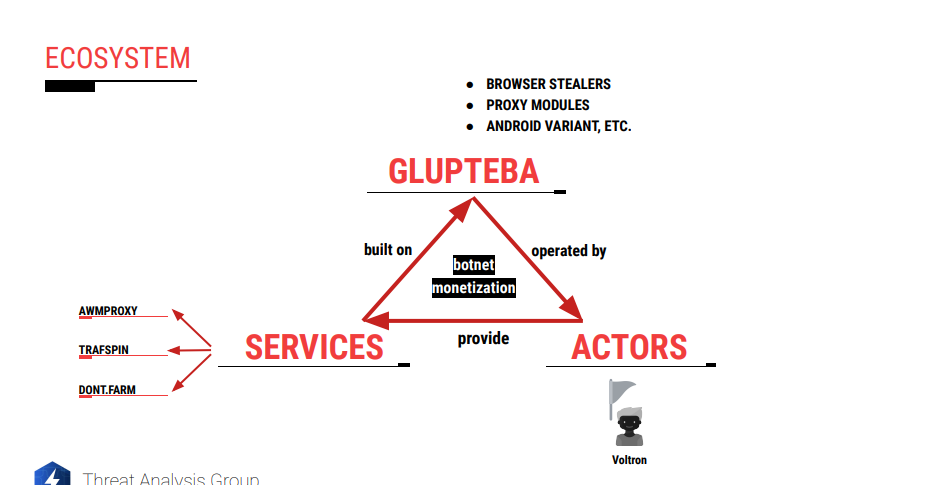 ECOSYSTEM
● BROWSER STEALERS
● PROXY MODULES
● ANDROID VARIANT, ETC.
GLUPTEBA
built on
operated by
botnet
monetization
AWMPROXY
TRAFSPIN
DONT.FARM
SERVICES
provide
ACTORS
Voltron
Threat Analysis Group